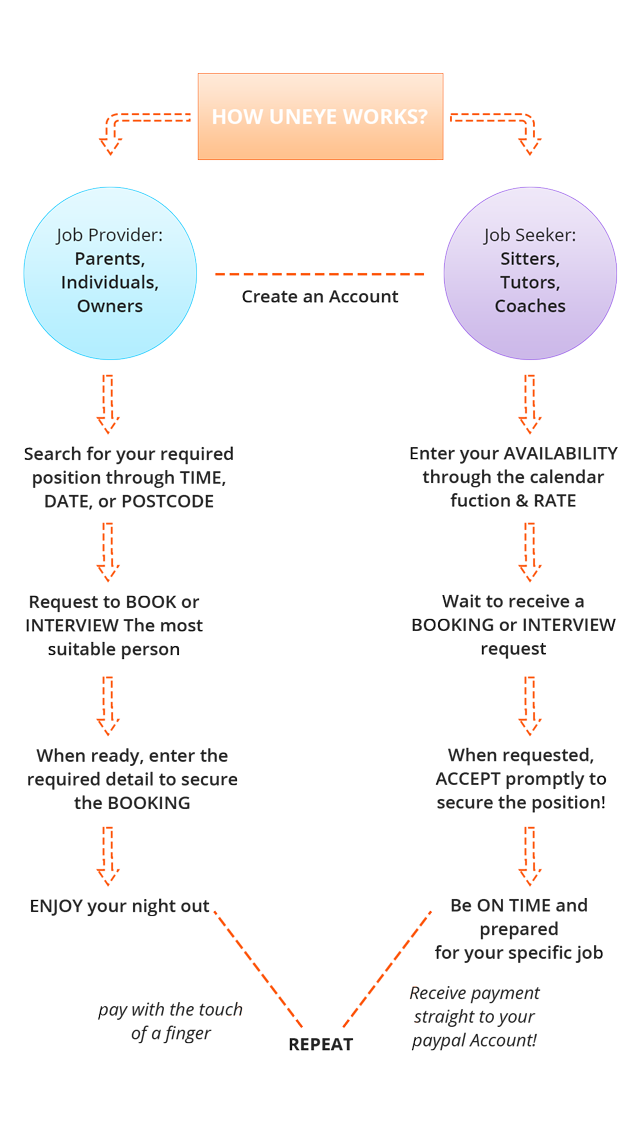 HOW UNEYE WORKS?
Job Provider:
Parents,
Individuals,
Owners
Create an Account
Job Seeker:
Sitters,
Tutors,
Coaches
Search for your required
position through TIME,
DATE, or POSTCODE
Enter your AVAILABILITY
through the calendar
fuction & RATE
Request to BOOK or
INTERVIEW The most
suitable person
Wait to receive a
BOOKING or INTERVIEW
request
When ready, enter the
required detail to secure
the BOOKING
When requested,
ACCEPT promptly to
secure the position!
ENJOY your night out
Be ON TIME and
prepared
for your specific job
pay with the touch
of a finger
Receive payment
straight to your
paypal Account!
REPEAT